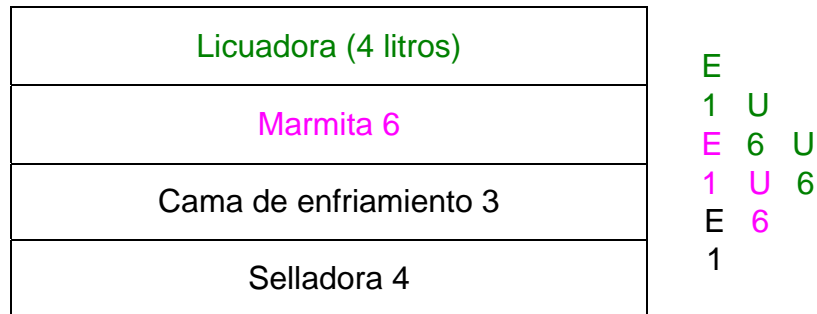 Licuadora (4 litros)
Marmita 6
Cama de enfriamiento 3
Selladora 4
E
1 U
E 6 U
1 U 6
E 6
1